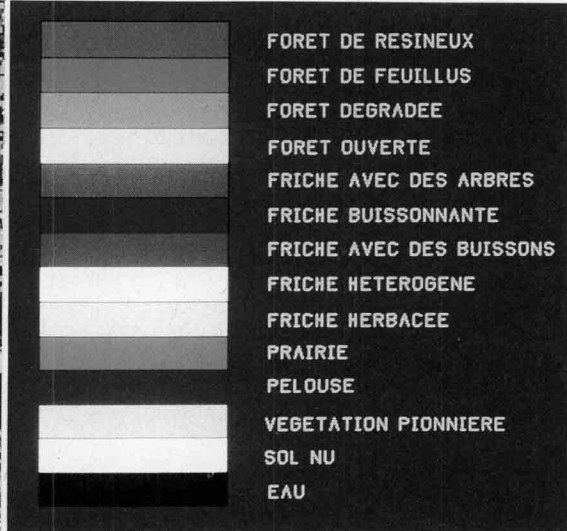 FORET DE RESINEUX
FORET DE FEUILLUS
FORET DEGRADEE
FORET OUVERTE
FRICHE AVEC DES ARBRES
FRICHE BUISSONNANTE
FRICHE AVEC DES BUISSONS
FRICHE HETEROGENE
FRICHE HERBACEE
PRAIRIE
PELOUSE
VEGETATION PIONNIERE
SOL NU
EAU